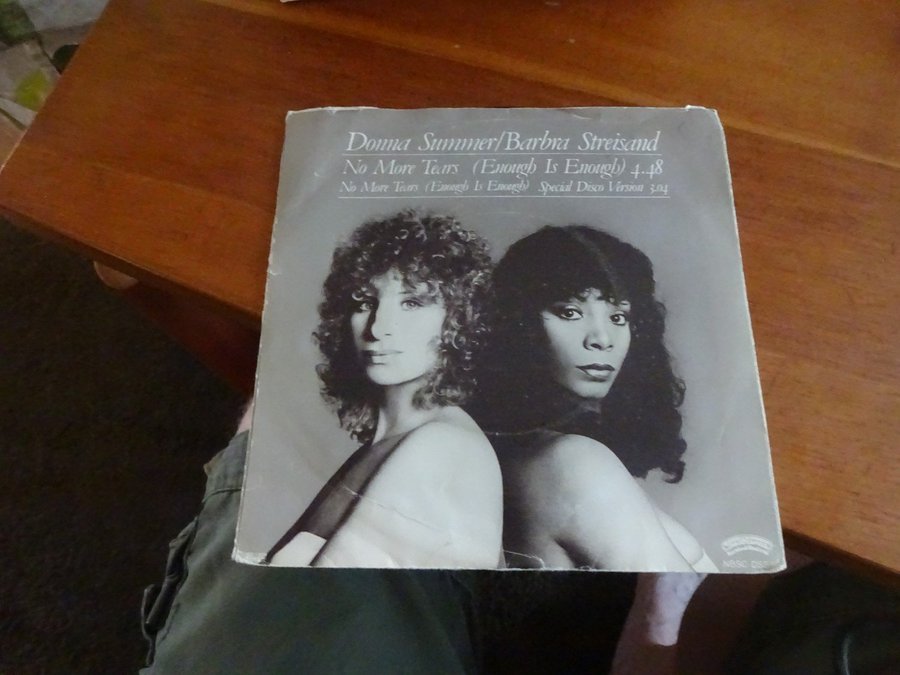 Donna Summer/Barbra Streisand
No More Tears (Enough Is Enough) 4.48
No More Tears (Enough Is Enough) Special Disco Version 3.04
NBSC